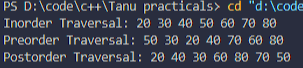 PS D:\code\c++\Tanu practicals> cd "d:\code
Inorder Traversal: 20 30 40 50 60 70 80
Preorder Traversal: 50 30 20 40 70 60 80
Postorder Traversal: 20 40 30 60 80 70 50